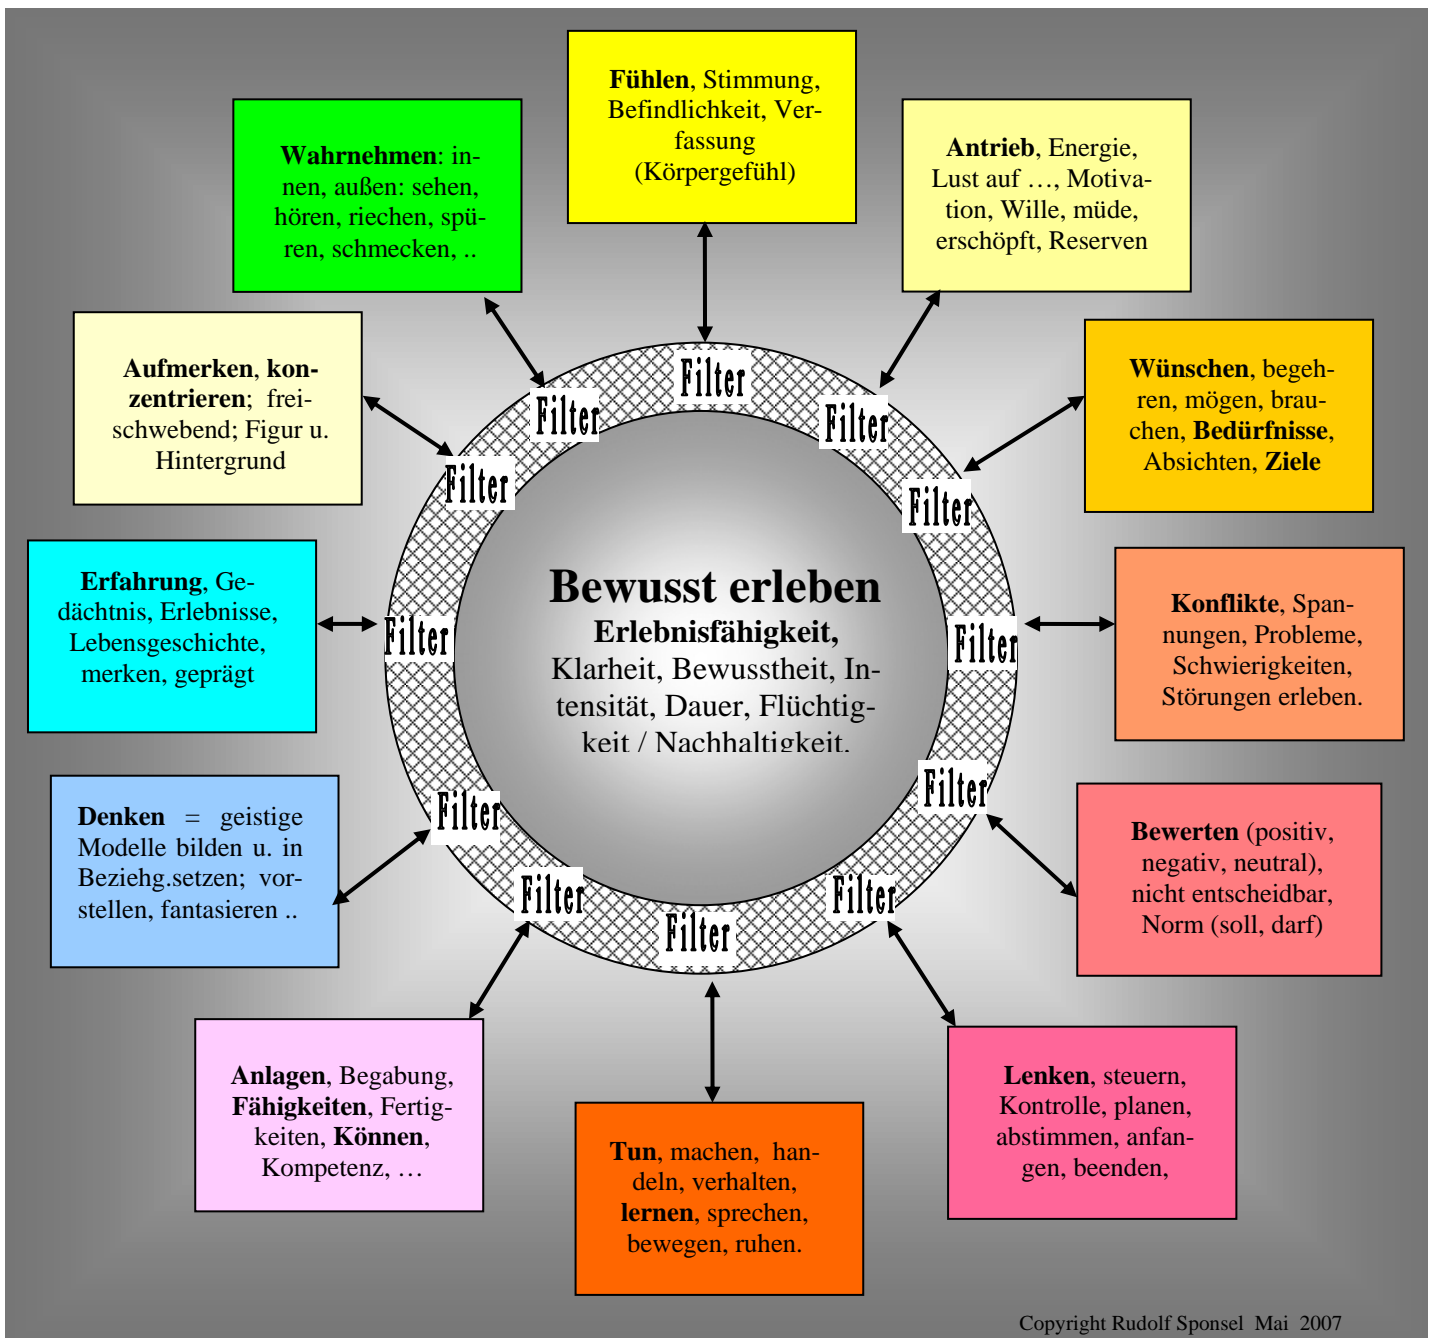 Fühlen, Stimmung,
Befindlichkeit, Ver-
fassung
(Körpergefühl)
Wahrnehmen: in-
nen, außen: sehen,
hören, riechen, spü-
ren, schmecken, ..
Antrieb, Energie,
Lust auf …, Motiva-
tion, Wille, müde,
erschöpft, Reserven
Aufmerken, kon-
zentrieren; frei-
schwebend; Figur u.
Hintergrund
Wünschen, begeh-
ren, mögen, brau-
chen, Bedürfnisse,
Absichten, Ziele
Filter
Filter
Filter
Filter
Filter
Erfahrung, Ge-
dächtnis, Erlebnisse,
Lebensgeschichte,
merken, geprägt
Filter
Bewusst erleben
Erlebnisfähigkeit,
Klarheit, Bewusstheit, In-
tensität, Dauer, Flüchtig-
keit / Nachhaltigkeit.
Filter
Konflikte, Span-
nungen, Probleme,
Schwierigkeiten,
Störungen erleben.
Denken = geistige
Modelle bilden u. in
Beziehg.setzen; vor-
stellen, fantasieren ..
Filter
Filter
Bewerten (positiv,
negativ, neutral),
nicht entscheidbar,
Norm (soll, darf)
Filter
Filter
Filter
Anlagen, Begabung,
Fähigkeiten, Fertig-
keiten, Können,
Kompetenz, …
Tun, machen, han-
deln, verhalten,
lernen, sprechen,
bewegen, ruhen.
Lenken, steuern,
Kontrolle, planen,
abstimmen, anfan-
gen, beenden,
Copyright Rudolf Sponsel Mai 2007